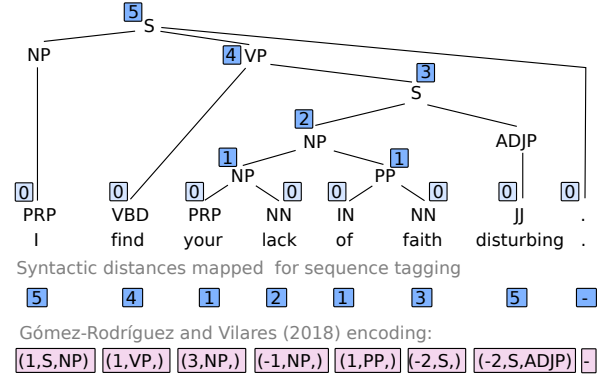 5
S
NP
4 VP
3
S
2
NP
ADJP
1 1
NP PP
0 0 0 0 0 0 0 0
PRP VBD PRP NN IN NN JJ .
I find your lack of faith disturbing .
Syntactic distances mapped for sequence tagging
5 4 1 2 1 3 5 -
Gómez-Rodríguez and Vilares (2018) encoding:
(1,S,NP) (1,VP,) (3,NP,) (-1,NP,) (1,PP,) (-2,S,) (-2,S,ADJP) -